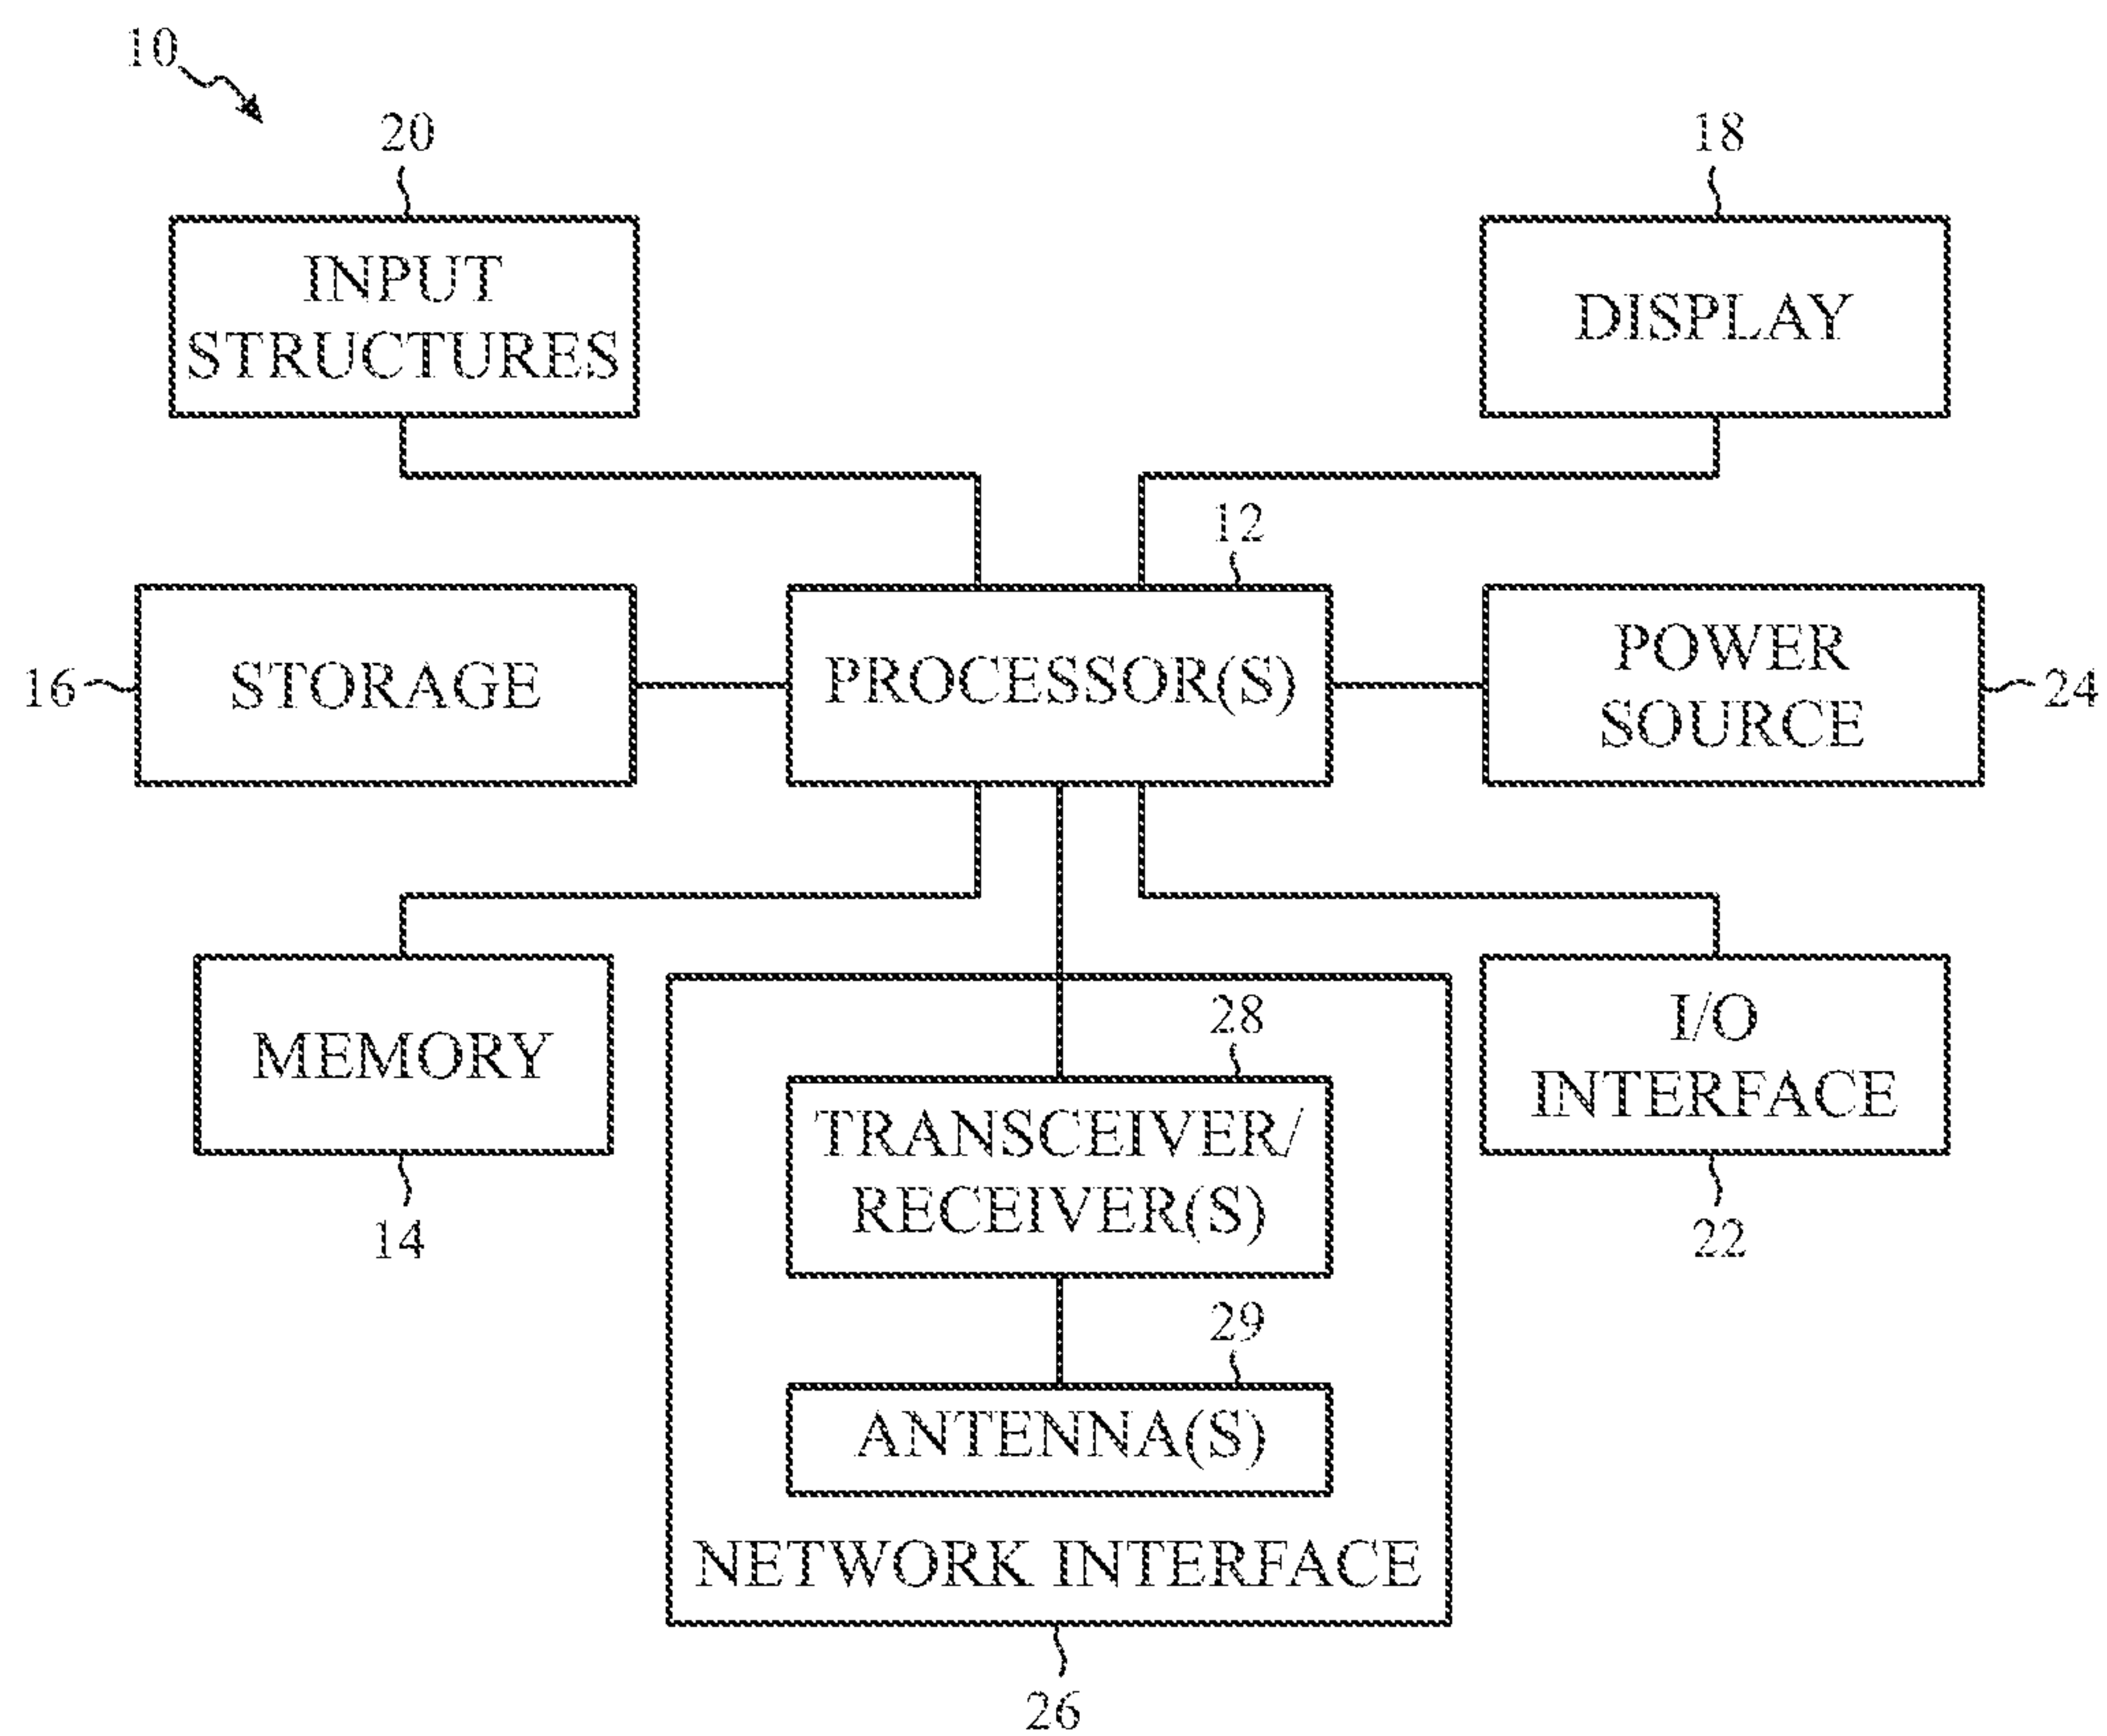 10
20
18
INPUT
STRUCTURES
DISPLAY
12
16
STORAGE
PROCESSOR(S)
POWER
SOURCE
24
MEMORY
14
28
TRANSCEIVER/
RECEIVER(S)
29
ANTENNA(S)
NETWORK INTERFACE
26
I/O
INTERFACE
22